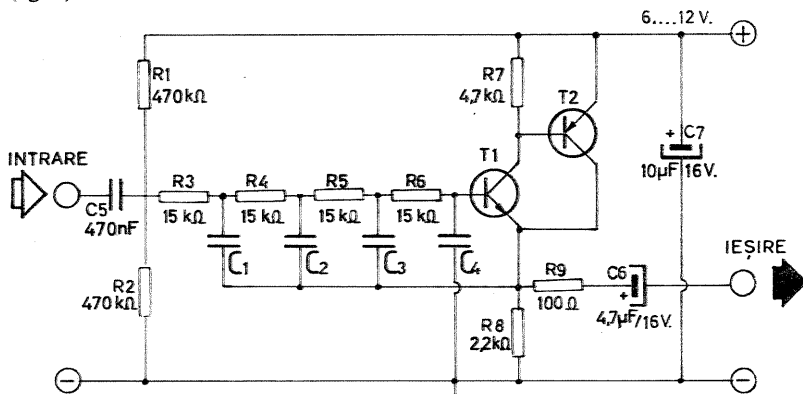 6....12 V.
+
R1
470kΩ
R7
4,7kΩ
T2
T1
+ C7
10µF 16V.
INTRARE
C5
470nF
R3
15 kΩ
R4
15 kΩ
R5
15 kΩ
R6
15 kΩ
C1
C2
C3
C4
R2
470kΩ
R9
100Ω
C6
+
4,7µF/16V.
IEȘIRE
R8
2,2kΩ
−
−